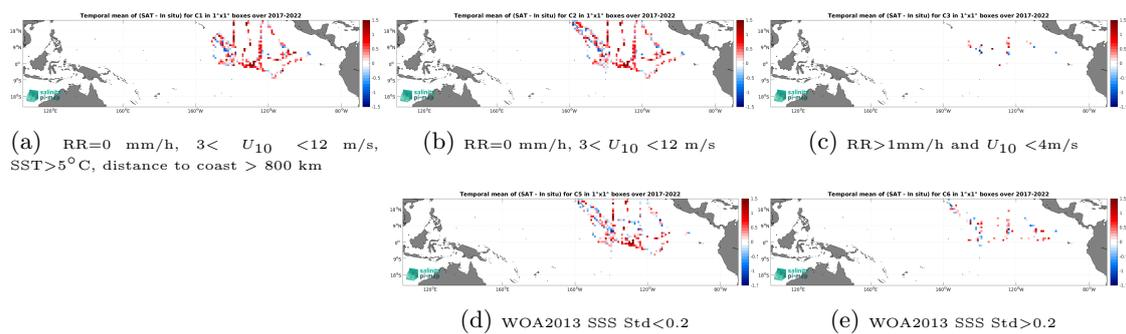 Temporal mean of (SAT - In situ) for C1 in 1°x1° boxes over 2017-2022
Temporal mean of (SAT - In situ) for C2 in 1°x1° boxes over 2017-2022
Temporal mean of (SAT - In situ) for C3 in 1°x1° boxes over 2017-2022
(a) RR=0 mm/h, 3< U10 <12 m/s,
SST>5°C, distance to coast > 800 km
(b) RR=0 mm/h, 3< U10 <12 m/s
(c) RR>1mm/h and U10 <4m/s
Temporal mean of (SAT - In situ) for C5 in 1°x1° boxes over 2017-2022
Temporal mean of (SAT - In situ) for C6 in 1°x1° boxes over 2017-2022
(d) WOA2013 SSS Std<0.2
(e) WOA2013 SSS Std>0.2